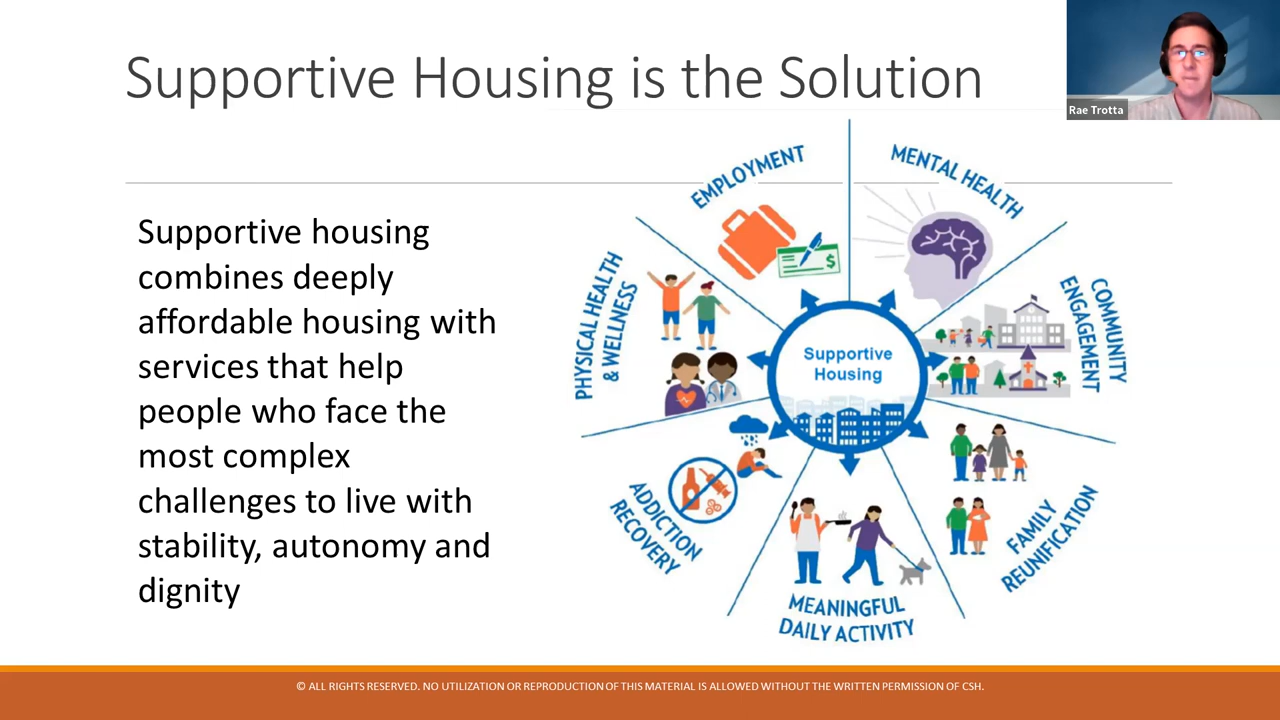 Supportive Housing is the Solution
Rae Trotta
Supportive housing
combines deeply
affordable housing with
services that help
people who face the
most complex
challenges to live with
stability, autonomy and
dignity
EMPLOYMENT
MENTAL HEALTH
PHYSICAL HEALTH
& WELLNESS
COMMUNITY
ENGAGEMENT
$
Supportive
Housing
ADDICTION
RECOVERY
FAMILY
REUNIFICATION
MEANINGFUL
DAILY ACTIVITY
© ALL RIGHTS RESERVED. NO UTILIZATION OR REPRODUCTION OF THIS MATERIAL IS ALLOWED WITHOUT THE WRITTEN PERMISSION OF CSH.